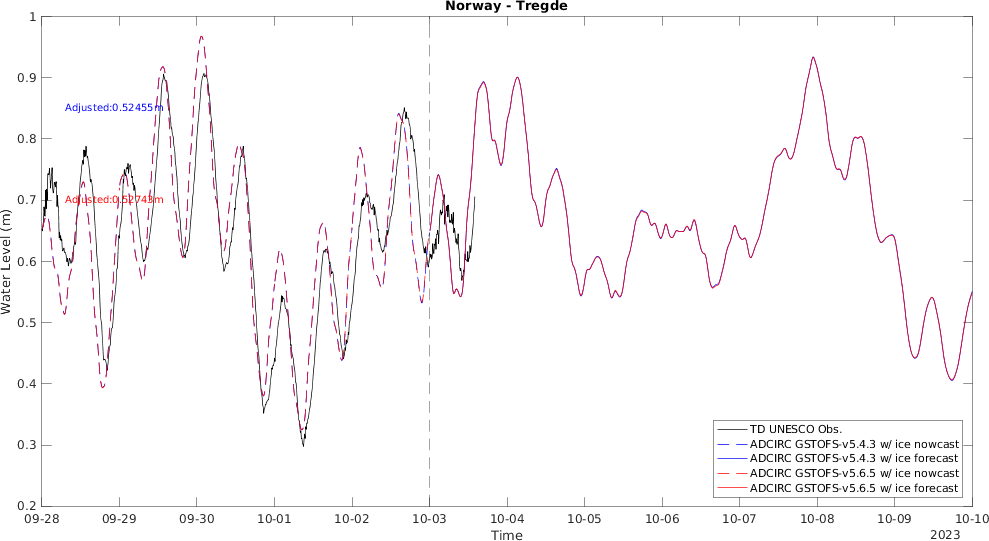 Norway - Tregde
1
0.9
0.8
0.7
0.6
0.5
0.4
0.3
0.2
Water Level (m)
Adjusted:0.52455m
Adjusted:0.52743m
TD UNESCO Obs.
ADCIRC GSTOFS-v5.4.3 w/ ice nowcast
ADCIRC GSTOFS-v5.4.3 w/ ice forecast
ADCIRC GSTOFS-v5.6.5 w/ ice nowcast
ADCIRC GSTOFS-v5.6.5 w/ ice forecast
09-28 09-29 09-30 10-01 10-02 10-03 10-04 10-05 10-06 10-07 10-08 10-09 10-10
Time
2023